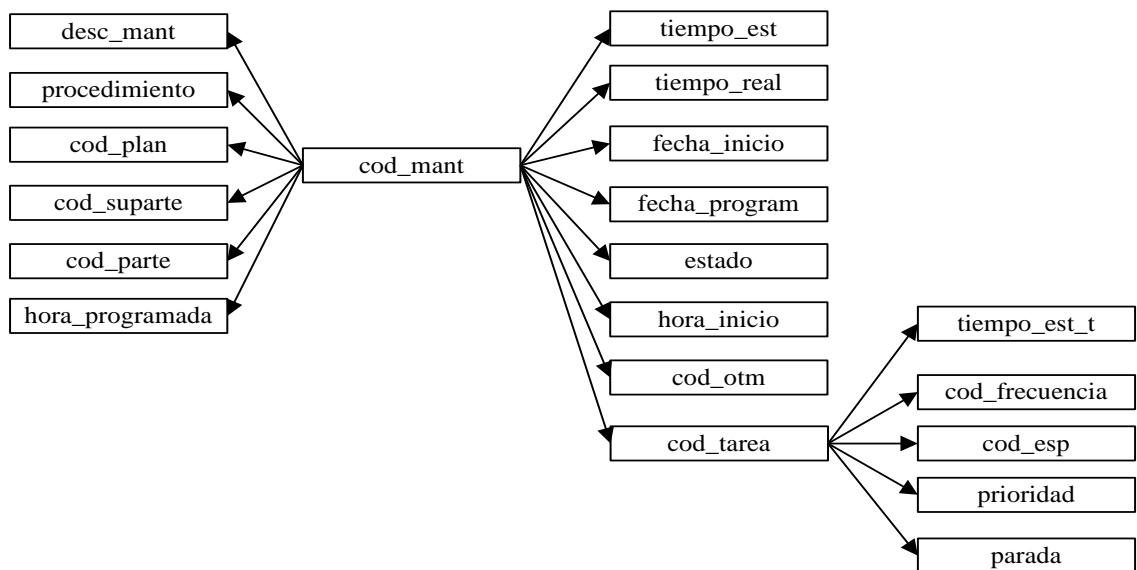 desc_mant
procedimiento
cod_plan
cod_suparte
cod_parte
hora_programada
cod_mant
tiempo_est
tiempo_real
fecha_inicio
fecha_program
estado
hora_inicio
cod_otm
cod_tarea
tiempo_est_t
cod_frecuencia
cod_esp
prioridad
parada